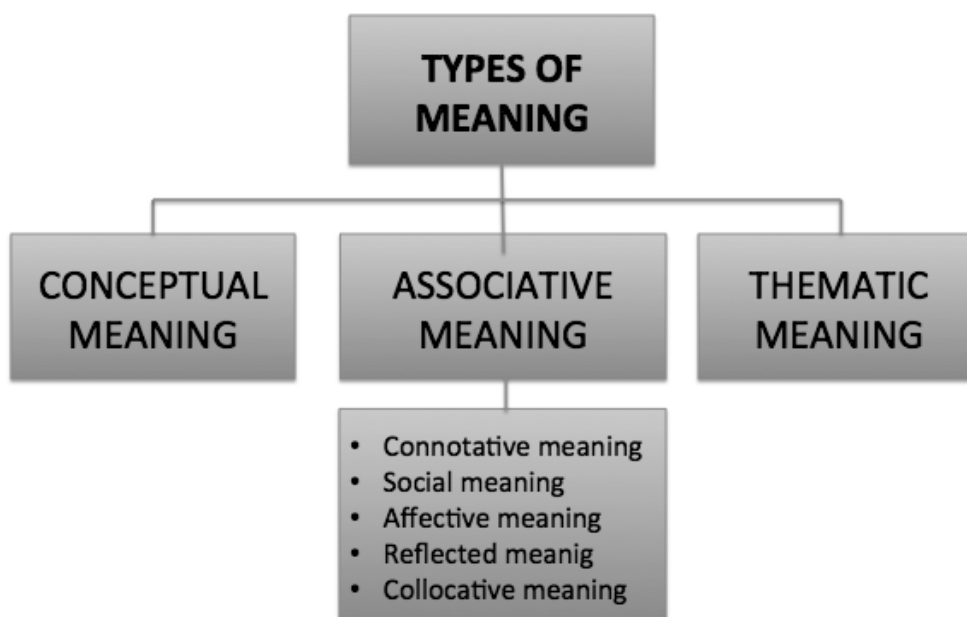 TYPES OF
MEANING
CONCEPTUAL
MEANING
ASSOCIATIVE
MEANING
THEMATIC
MEANING
• Connotative meaning
• Social meaning
• Affective meaning
• Reflected meanig
• Collocative meaning